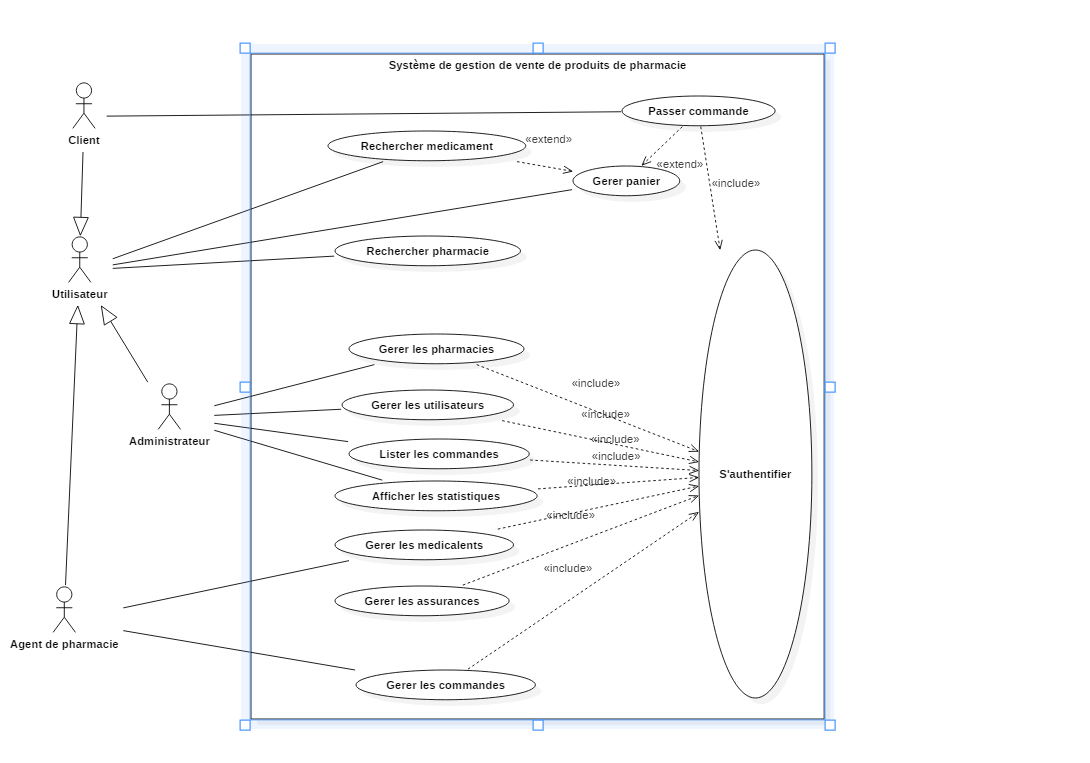 Système de gestion de vente de produits de pharmacie
Passer commande
Client
Rechercher medicament
«extend»
«extend»
Gerer panier
«include»
Rechercher pharmacie
Utilisateur
Gerer les pharmacies
«include»
Gerer les utilisateurs
«include»
Administrateur
«include»
Lister les commandes
«include»
S'authentifier
«include»
Afficher les statistiques
«include»
Gerer les medicalents
«include»
Gerer les assurances
Agent de pharmacie
Gerer les commandes